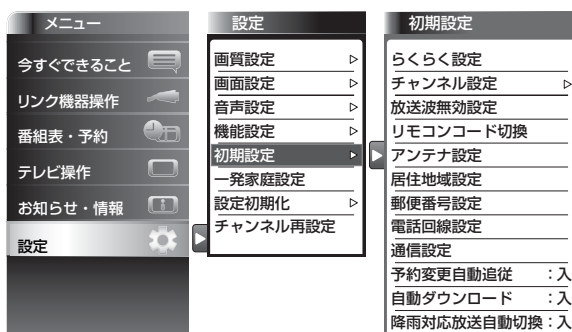 メニュー
今すぐできること
リンク機器操作
番組表・予約
テレビ操作
お知らせ・情報
設定
設定
画質設定
画面設定
音声設定
機能設定
初期設定
一発家庭設定
設定初期化
チャンネル再設定
初期設定
らくらく設定
チャンネル設定
放送波無効設定
リモコンコード切換
アンテナ設定
居住地域設定
郵便番号設定
電話回線設定
通信設定
予約変更自動追従 :入
自動ダウンロード :入
降雨対応放送自動切換:入